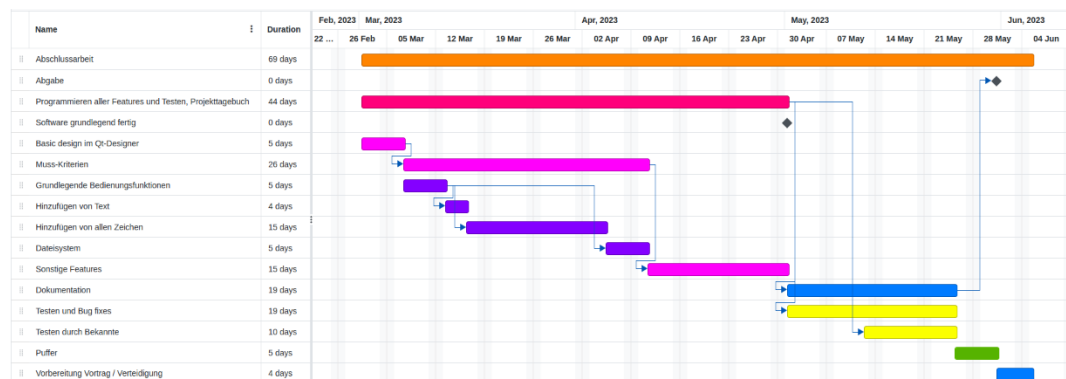 Feb, 2023 Mar, 2023 Apr, 2023 May, 2023 Jun, 2023
Name Duration
22 ... 26 Feb 05 Mar 12 Mar 19 Mar 26 Mar 02 Apr 09 Apr 16 Apr 23 Apr 30 Apr 07 May 14 May 21 May 28 May 04 Jun
Abschlussarbeit 69 days
Abgabe 0 days
Programmieren aller Features und Testen, Projekttagebuch 44 days
Software grundlegend fertig 0 days
Basic design im Qt-Designer 5 days
Muss-Kriterien 26 days
Grundlegende Bedienungsfunktionen 5 days
Hinzufügen von Text 4 days
Hinzufügen von allen Zeichen 15 days
Dateisystem 5 days
Sonstige Features 15 days
Dokumentation 19 days
Testen und Bug fixes 19 days
Testen durch Bekannte 10 days
Puffer 5 days
Vorbereitung Vortrag / Verteidigung 4 days